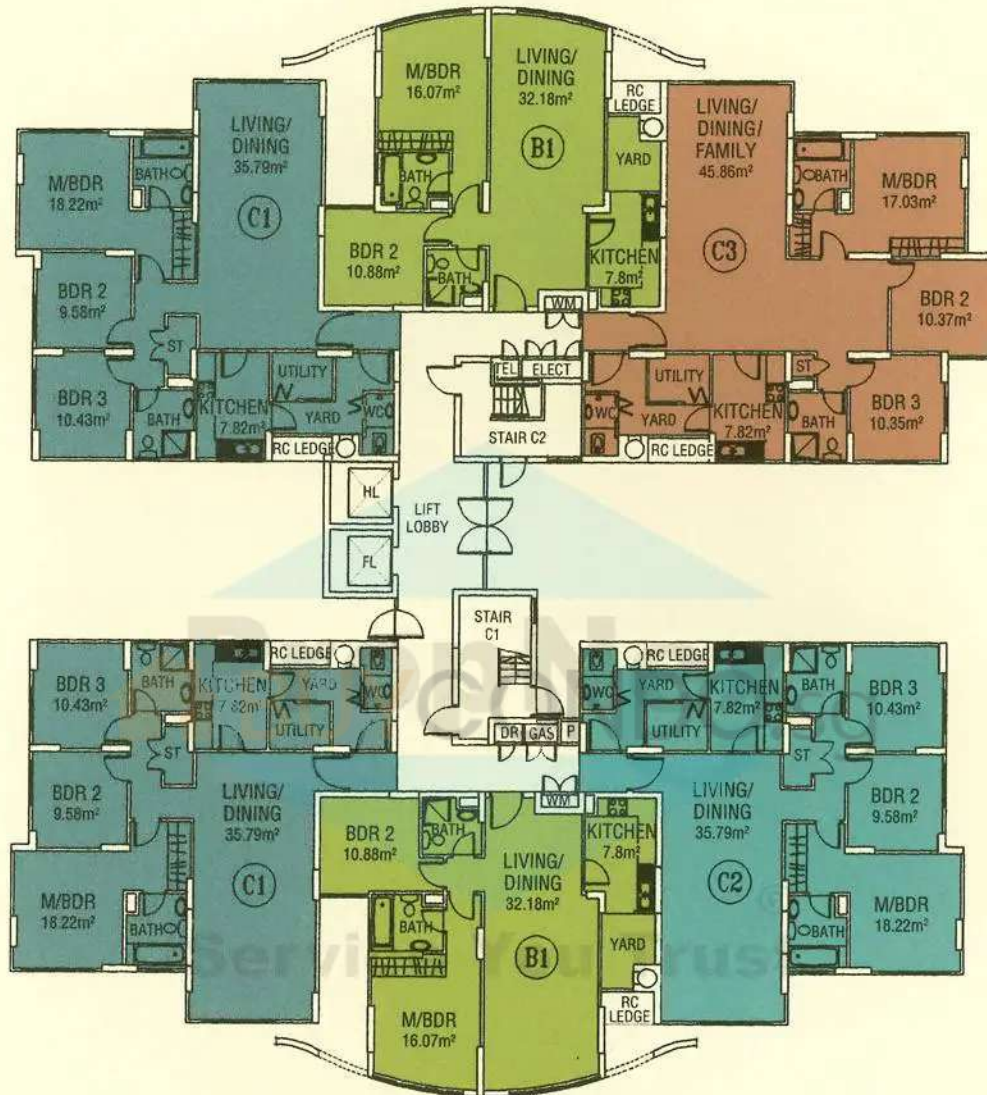 M/BDR
16.07m²
LIVING/
DINING
32.18m²
B1
RC
LEDGE
YARD
BATH
BDR 2
10.88m²
BATH
KITCHEN
7.8m²
WM
LIVING/
DINING
35.79m²
C1
M/BDR
18.22m²
BATH
BDR 2
9.58m²
ST
BDR 3
10.43m²
BATH
KITCHEN
7.82m²
UTILITY
YARD
WC
RC LEDGE
LIVING/
DINING/
FAMILY
45.86m²
C3
BATH
M/BDR
17.03m²
BDR 2
10.37m²
ST
BDR 3
10.35m²
BATH
KITCHEN
7.82m²
UTILITY
YARD
WC
RC LEDGE
TEL
ELECT
STAIR C2
HL
LIFT
LOBBY
FL
STAIR
C1
DR
GAS
P
WM
BDR 3
10.43m²
BATH
KITCHEN
7.82m²
RC LEDGE
YARD
WC
UTILITY
ST
BDR 2
9.58m²
LIVING/
DINING
35.79m²
C1
M/BDR
18.22m²
BATH
BDR 2
10.88m²
BATH
LIVING/
DINING
32.18m²
B1
KITCHEN
7.8m²
BATH
YARD
M/BDR
16.07m²
RC
LEDGE
RC LEDGE
WC
YARD
UTILITY
KITCHEN
7.82m²
BATH
BDR 3
10.43m²
ST
BDR 2
9.58m²
LIVING/
DINING
35.79m²
C2
BATH
M/BDR
18.22m²
CONDO.SG
You Trust